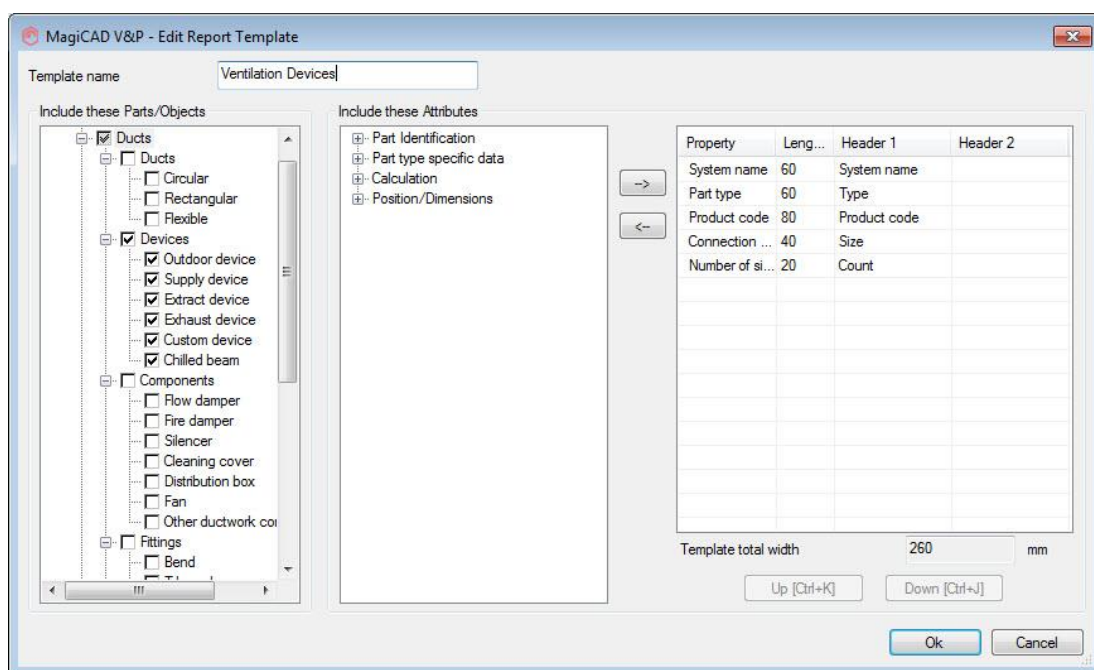 MagiCAD V&P - Edit Report Template
Template name
Ventilation Devices
Include these Parts/Objects
Ducts
Ducts
Circular
Rectangular
Flexible
Devices
Outdoor device
Supply device
Extract device
Exhaust device
Custom device
Chilled beam
Components
Flow damper
Fire damper
Silencer
Cleaning cover
Distribution box
Fan
Other ductwork
Fittings
Bend
Include these Attributes
Part Identification
Part type specific data
Calculation
Position/Dimensions
-->
<--
Property Leng... Header 1 Header 2
System name 60 System name
Part type 60 Type
Product code 80 Product code
Connection ... 40 Size
Number of si... 20 Count
Template total width 260 mm
Up [Ctrl+K] Down [Ctrl+J]
Ok Cancel